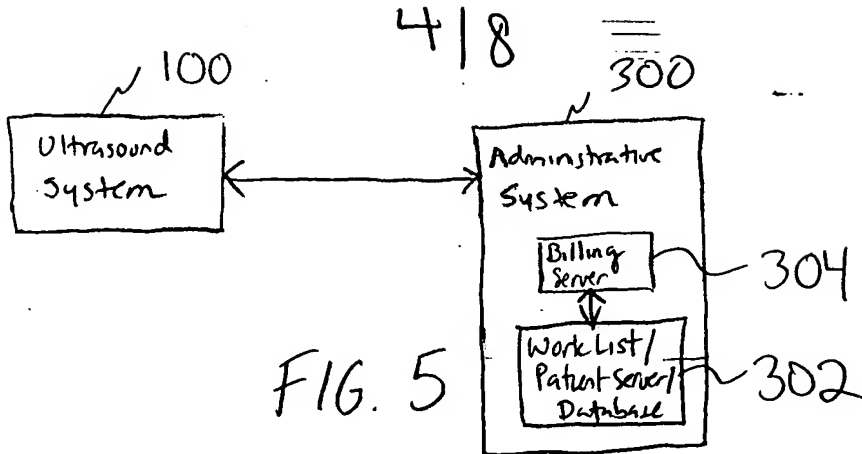 4/8
100
300
Ultrasound
System
Administrative
System
Billing
Server
304
Work List/
Patient Server/
Database
302
FIG. 5